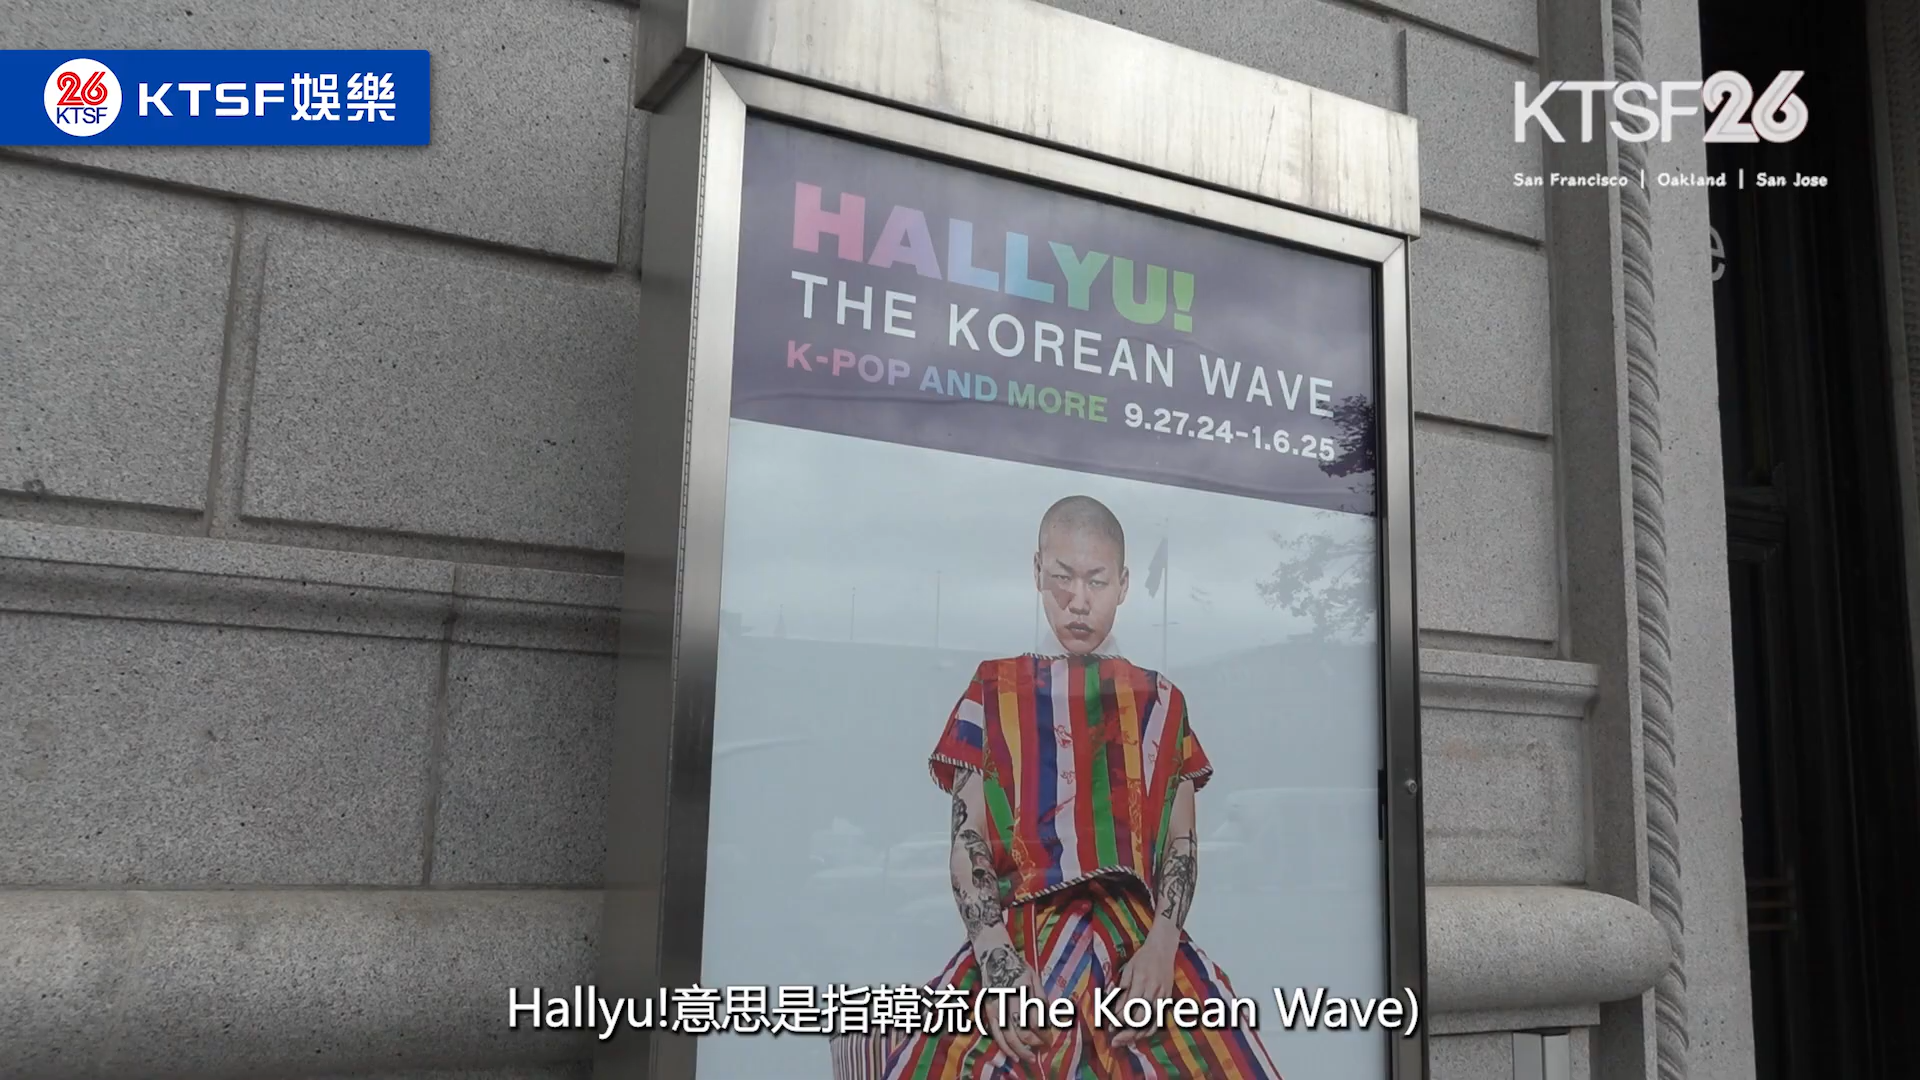 26
KTSF
KTSF娛樂
KTSF26
San Francisco | Oakland | San Jose
HALLYU!
THE KOREAN WAVE
K-POP AND MORE 9.27.24-1.6.25
e
Hallyu!意思是指韓流(The Korean Wave)